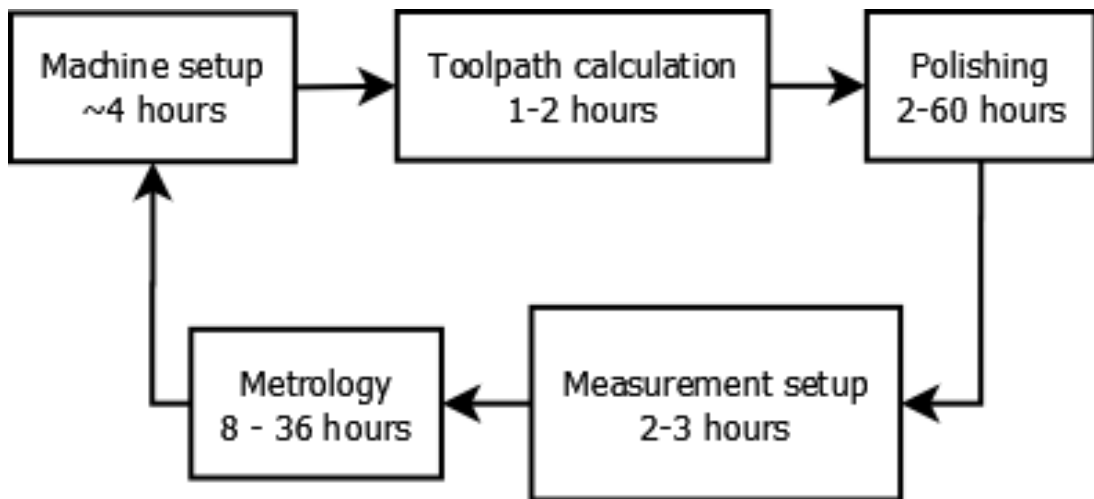 Machine setup
~4 hours
Toolpath calculation
1-2 hours
Polishing
2-60 hours
Measurement setup
2-3 hours
Metrology
8 - 36 hours